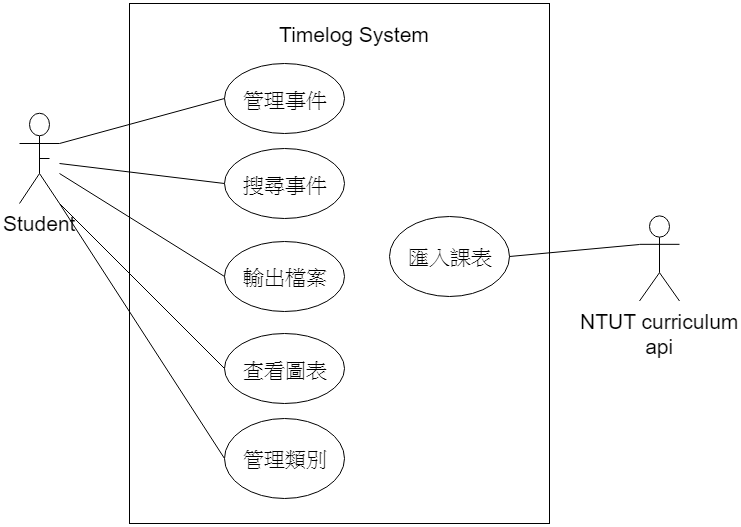 Timelog System
管理事件
搜尋事件
Student
匯入課表
輸出檔案
NTUT curriculum
api
查看圖表
管理類別